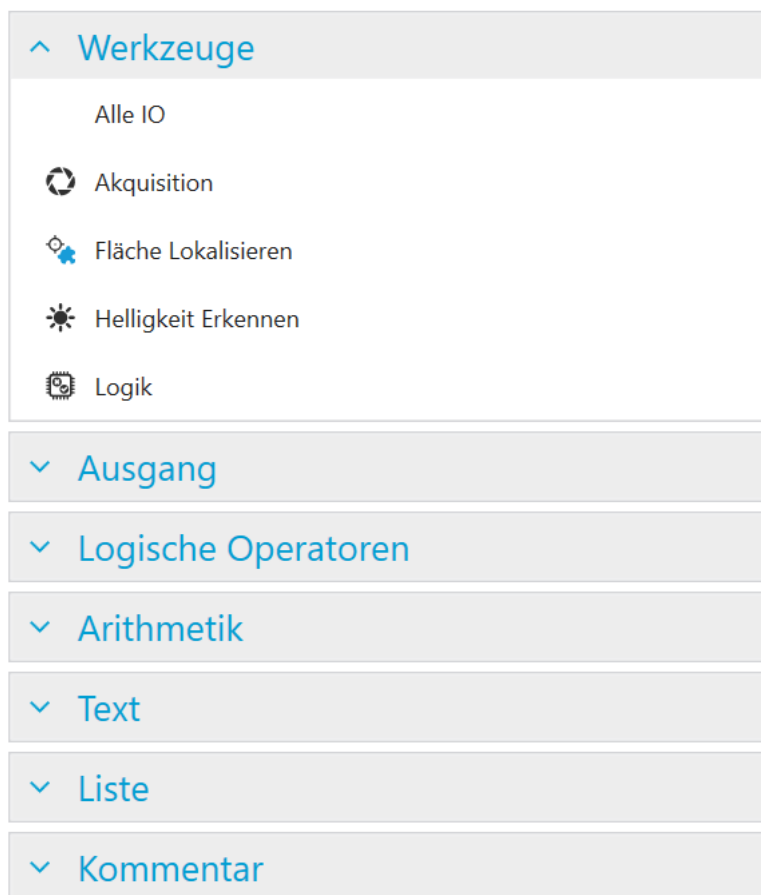 Werkzeuge
Alle IO
Akquisition
Fläche Lokalisieren
Helligkeit Erkennen
Logik
Ausgang
Logische Operatoren
Arithmetik
Text
Liste
Kommentar